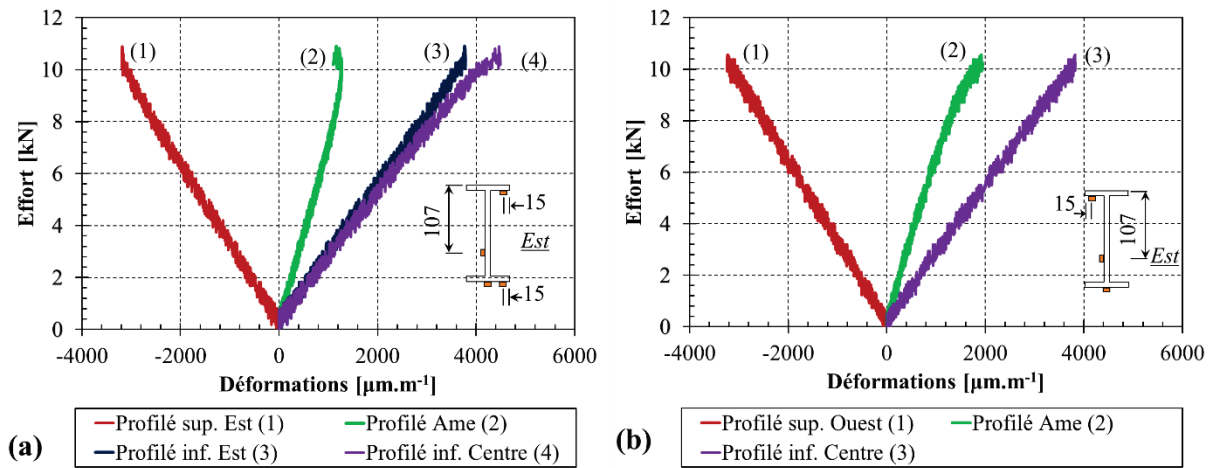 12
10
8
6
4
2
0
Effort [kN]
(1)
(2)
(3)
(4)
107
15
Est
15
-4000 -2000 0 2000 4000 6000
Déformations [µm.m⁻¹]
(a)
Profilé sup. Est (1) Profilé Ame (2)
Profilé inf. Est (3) Profilé inf. Centre (4)
12
10
8
6
4
2
0
Effort [kN]
(1)
(2)
(3)
15
107
Est
-4000 -2000 0 2000 4000 6000
Déformations [µm.m⁻¹]
(b)
Profilé sup. Ouest (1) Profilé Ame (2)
Profilé inf. Centre (3)